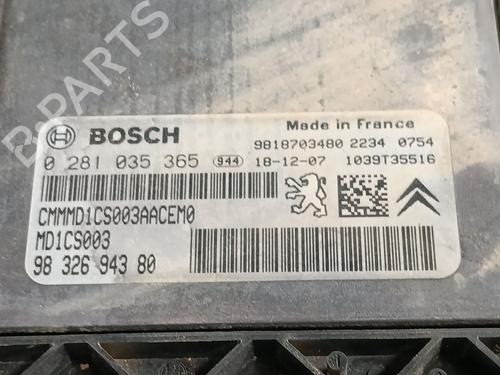 B-PARTS
BOSCH
Made in France
9818703480 2234 0754
0 281 035 365 944 18-12-07 1039T35516
CMMMD1CS003AACEM0
MD1CS003
98 326 943 80